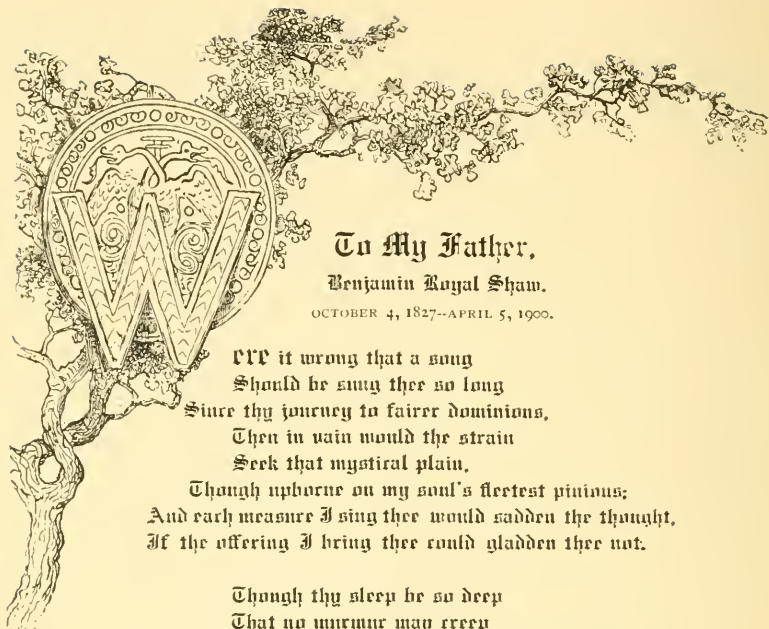 To My Father,
Benjamin Royal Shaw.
OCTOBER 4, 1827--APRIL 5, 1900.
Were it wrong that a song
Should be sung thee so long
Since thy journey to fairer dominions,
Then in vain would the strain
Seek that mystical plain,
Though upborne on my soul's fleetest pinions;
And each measure I sing thee would sadden the thought,
If the offering I bring thee could gladden thee not.
Though thy sleep be so deep
That no murmur may creep